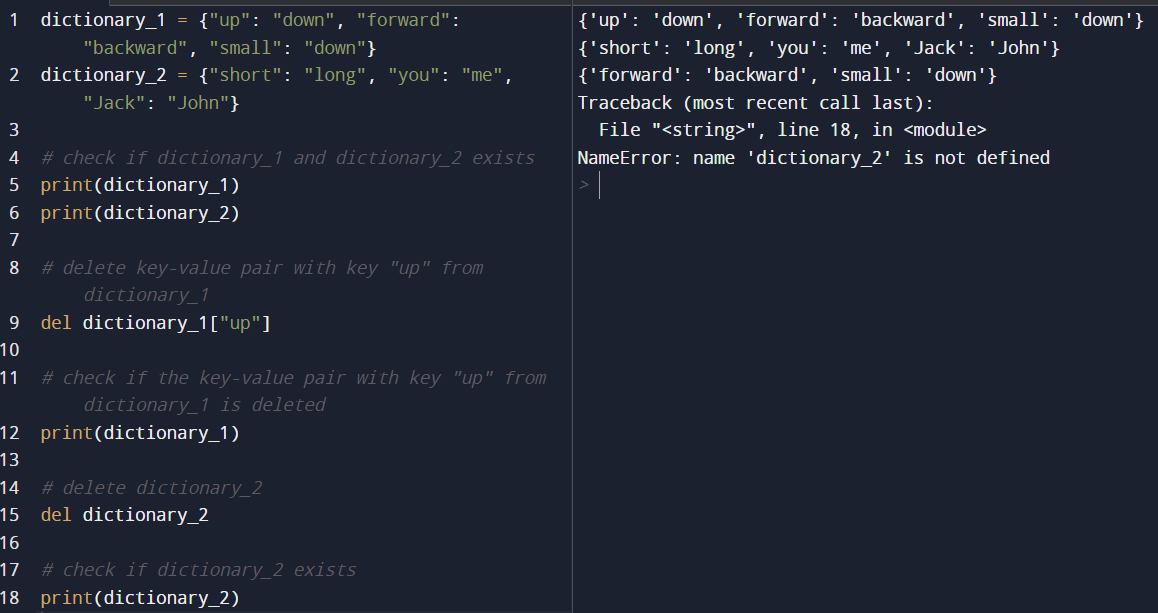 1 dictionary_1 = {"up": "down", "forward":
"backward", "small": "down"}
2 dictionary_2 = {"short": "long", "you": "me",
"Jack": "John"}
3
4 # check if dictionary_1 and dictionary_2 exists
5 print(dictionary_1)
6 print(dictionary_2)
7
8 # delete key-value pair with key "up" from
dictionary_1
9 del dictionary_1["up"]
10
11 # check if the key-value pair with key "up" from
dictionary_1 is deleted
12 print(dictionary_1)
13
14 # delete dictionary_2
15 del dictionary_2
16
17 # check if dictionary_2 exists
18 print(dictionary_2)
{'up': 'down', 'forward': 'backward', 'small': 'down'}
{'short': 'long', 'you': 'me', 'Jack': 'John'}
{'forward': 'backward', 'small': 'down'}
Traceback (most recent call last):
File "<string>", line 18, in <module>
NameError: name 'dictionary_2' is not defined
>